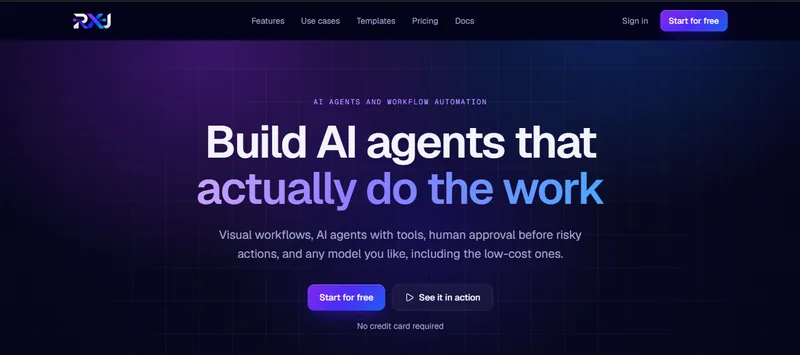 RXJ
Features Use cases Templates Pricing Docs Sign in Start for free
AI AGENTS AND WORKFLOW AUTOMATION
Build AI agents that
actually do the work
Visual workflows, AI agents with tools, human approval before risky
actions, and any model you like, including the low-cost ones.
Start for free See it in action
No credit card required